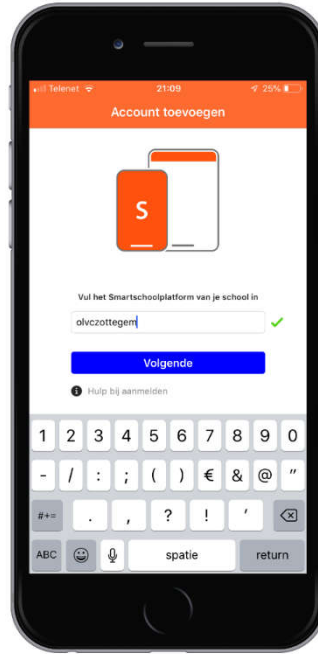 Telenet 21:09 25%
Account toevoegen
S
Vul het Smartschoolplatform van je school in
olvczottegem
Volgende
Hulp bij aanmelden
1 2 3 4 5 6 7 8 9 0
- / : ; ( ) € & @ "
#+= . , ? ! ' 
ABC spatie return